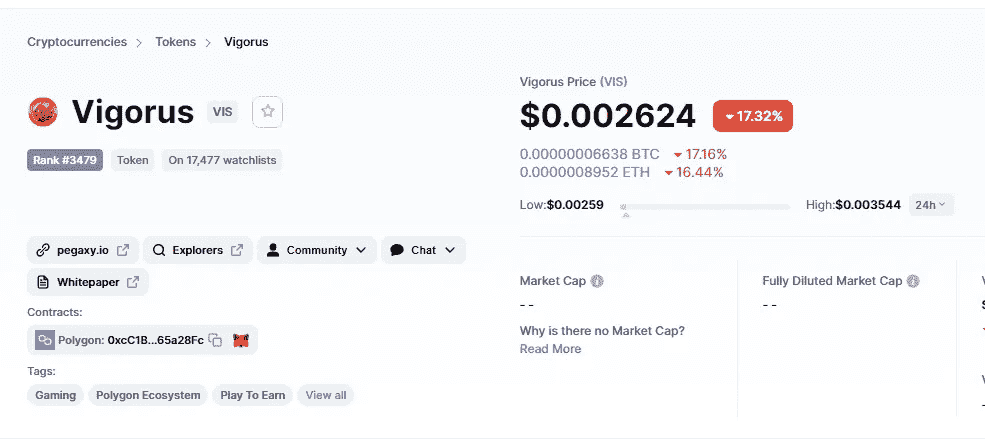 Cryptocurrencies > Tokens > Vigorus
Vigorus VIS
Rank #3479 Token On 17,477 watchlists
pegaxy.io Explorers Community Chat
Whitepaper
Contracts:
Polygon: 0xcC1B...65a28Fc
Tags:
Gaming Polygon Ecosystem Play To Earn View all
Vigorus Price (VIS)
$0.002624 17.32%
0.00000006638 BTC 17.16%
0.0000008952 ETH 16.44%
Low:$0.00259 High:$0.003544 24h
Market Cap
- -
Why is there no Market Cap?
Read More
Fully Diluted Market Cap
- -